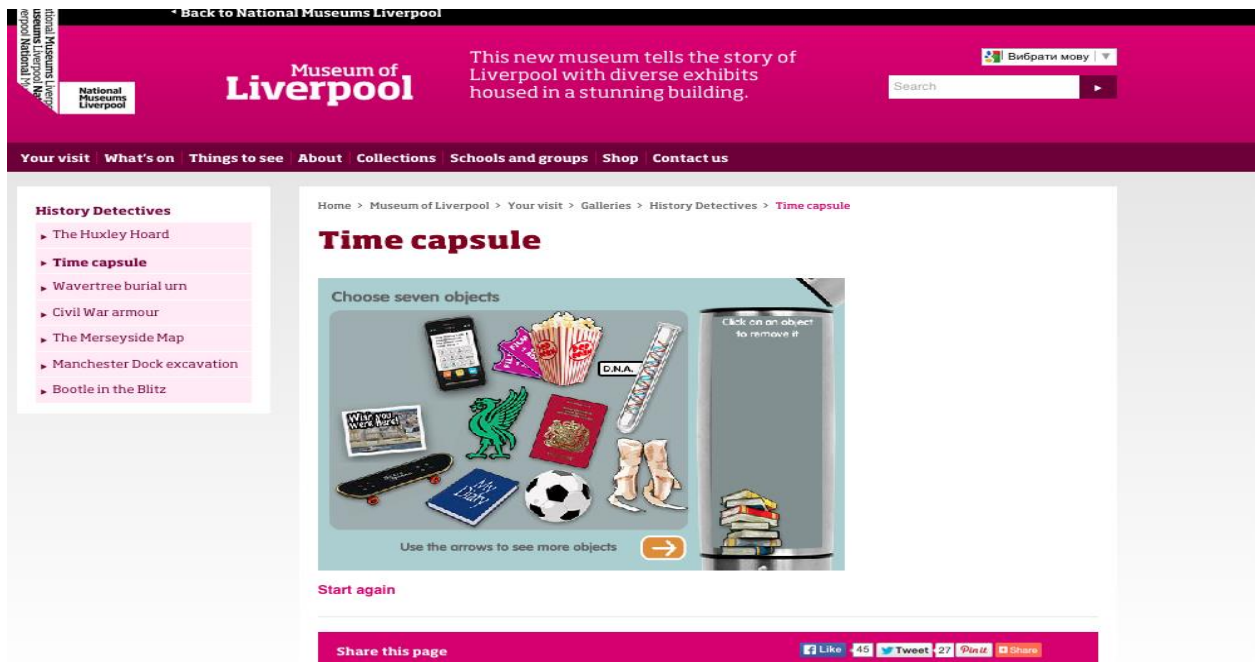 Back to National Museums Liverpool
National
Museums
Liverpool
Museum of
Liverpool
This new museum tells the story of
Liverpool with diverse exhibits
housed in a stunning building.
Вибрати мову
Search
Your visit What's on Things to see About Collections Schools and groups Shop Contact us
History Detectives
The Huxley Hoard
Time capsule
Wavertree burial urn
Civil War armour
The Merseyside Map
Manchester Dock excavation
Bootle in the Blitz
Home > Museum of Liverpool > Your visit > Galleries > History Detectives > Time capsule
Time capsule
Choose seven objects
Click on an object
to remove it
D.N.A.
Wish you
were here!
My
Diary
Use the arrows to see more objects
Start again
Share this page
Like 45 Tweet 27 Pin it Share